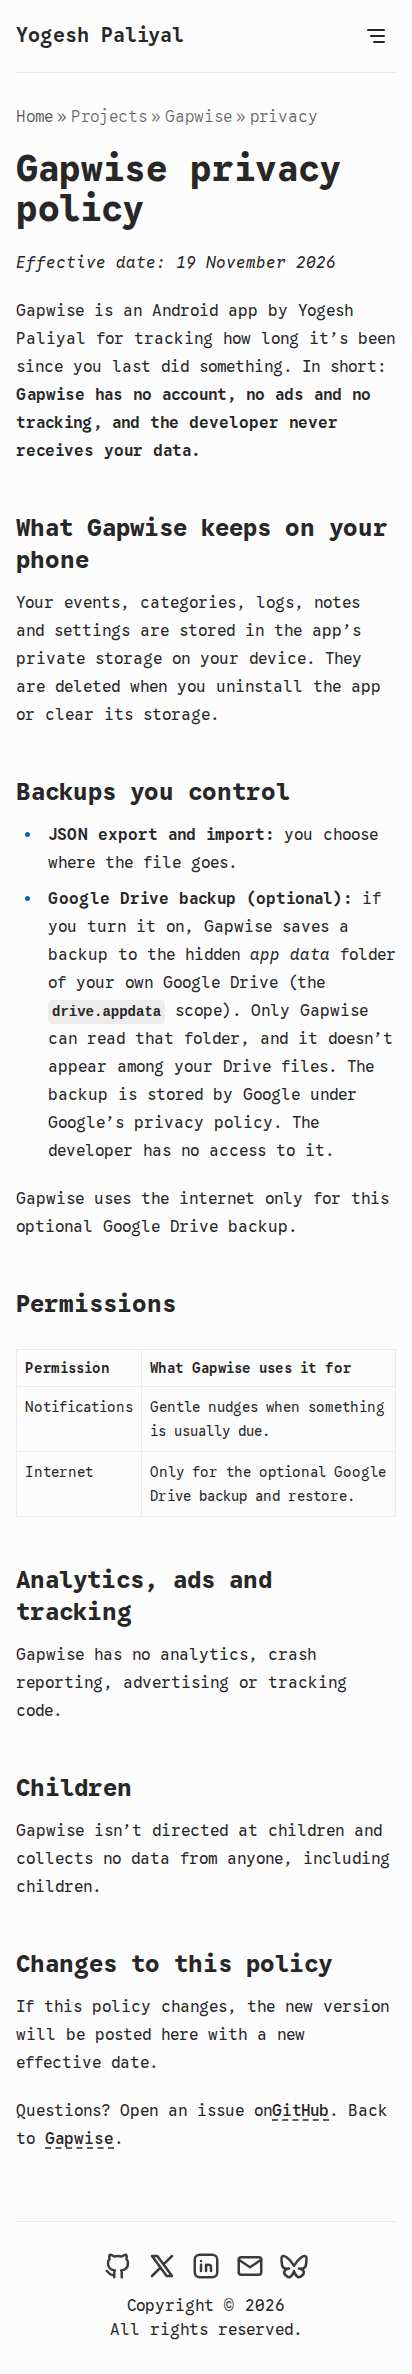 Yogesh Paliyal
Home » Projects » Gapwise » privacy
Gapwise privacy
policy
Effective date: 19 November 2026
Gapwise is an Android app by Yogesh
Paliyal for tracking how long it’s been
since you last did something. In short:
Gapwise has no account, no ads and no
tracking, and the developer never
receives your data.
What Gapwise keeps on your
phone
Your events, categories, logs, notes
and settings are stored in the app’s
private storage on your device. They
are deleted when you uninstall the app
or clear its storage.
Backups you control
• JSON export and import: you choose
where the file goes.
• Google Drive backup (optional): if
you turn it on, Gapwise saves a
backup to the hidden app data folder
of your own Google Drive (the
drive.appdata scope). Only Gapwise
can read that folder, and it doesn’t
appear among your Drive files. The
backup is stored by Google under
Google’s privacy policy. The
developer has no access to it.
Gapwise uses the internet only for this
optional Google Drive backup.
Permissions
Permission What Gapwise uses it for
Notifications Gentle nudges when something
is usually due.
Internet Only for the optional Google
Drive backup and restore.
Analytics, ads and
tracking
Gapwise has no analytics, crash
reporting, advertising or tracking
code.
Children
Gapwise isn’t directed at children and
collects no data from anyone, including
children.
Changes to this policy
If this policy changes, the new version
will be posted here with a new
effective date.
Questions? Open an issue onGitHub. Back
to Gapwise.
Copyright © 2026
All rights reserved.